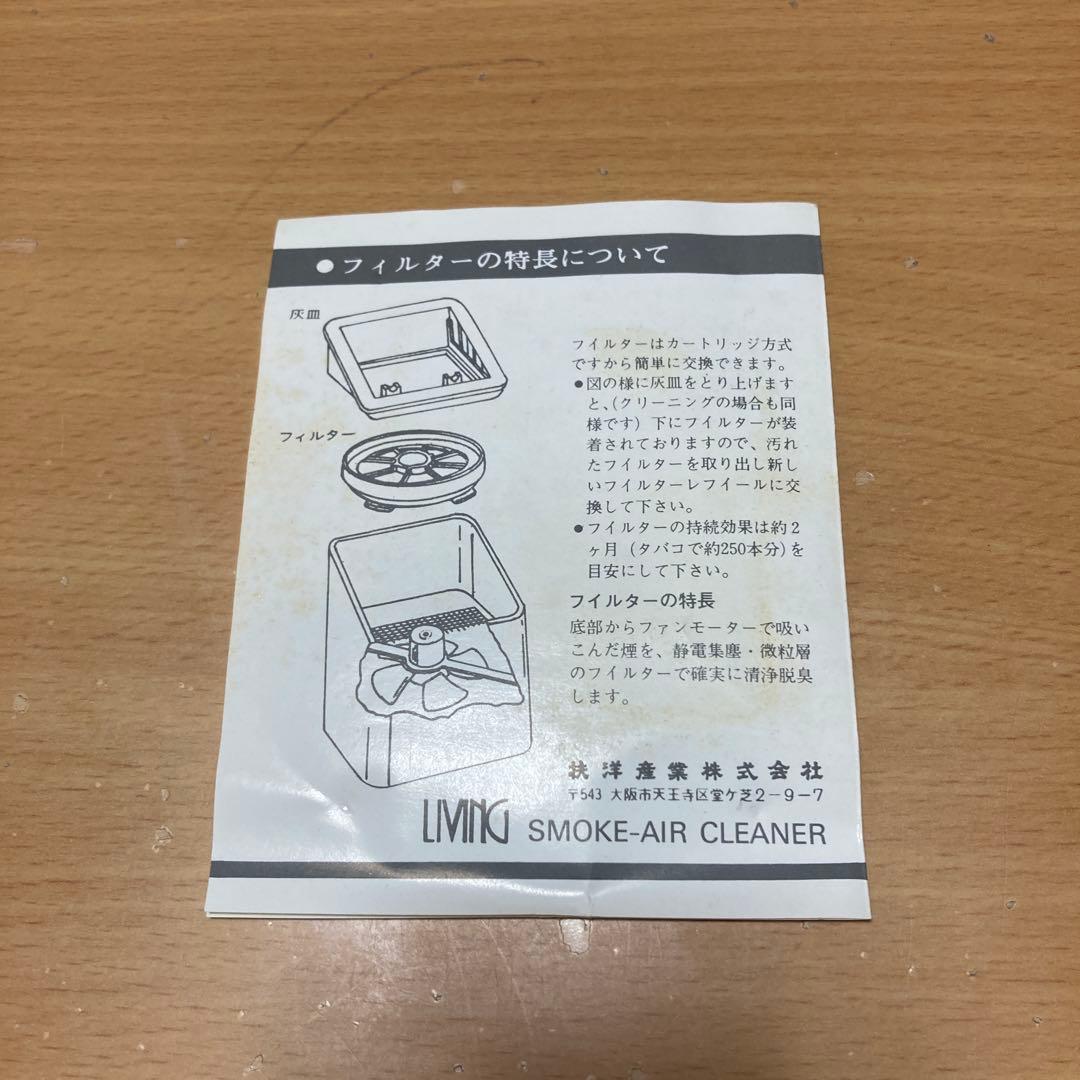 ●フィルターの特長について
灰皿
フィルター
フイルターはカートリッジ方式
ですから簡単に交換できます。
●図の様に灰皿をとり上げます
と、(クリーニングの場合も同
様です)下にフイルターが装
着されておりますので、汚れ
たフイルターを取り出し新し
いフイルターレフイールに交
換して下さい。
●フイルターの持続効果は約2
ヶ月(タバコで約250本分)を
目安にして下さい。
フイルターの特長
底部からファンモーターで吸い
こんだ煙を、静電集塵・微粒層
のフイルターで確実に清浄脱臭
します。
扶洋産業株式会社
〒543 大阪市天王寺区堂ケ芝2-9-7
LIVING SMOKE-AIR CLEANER